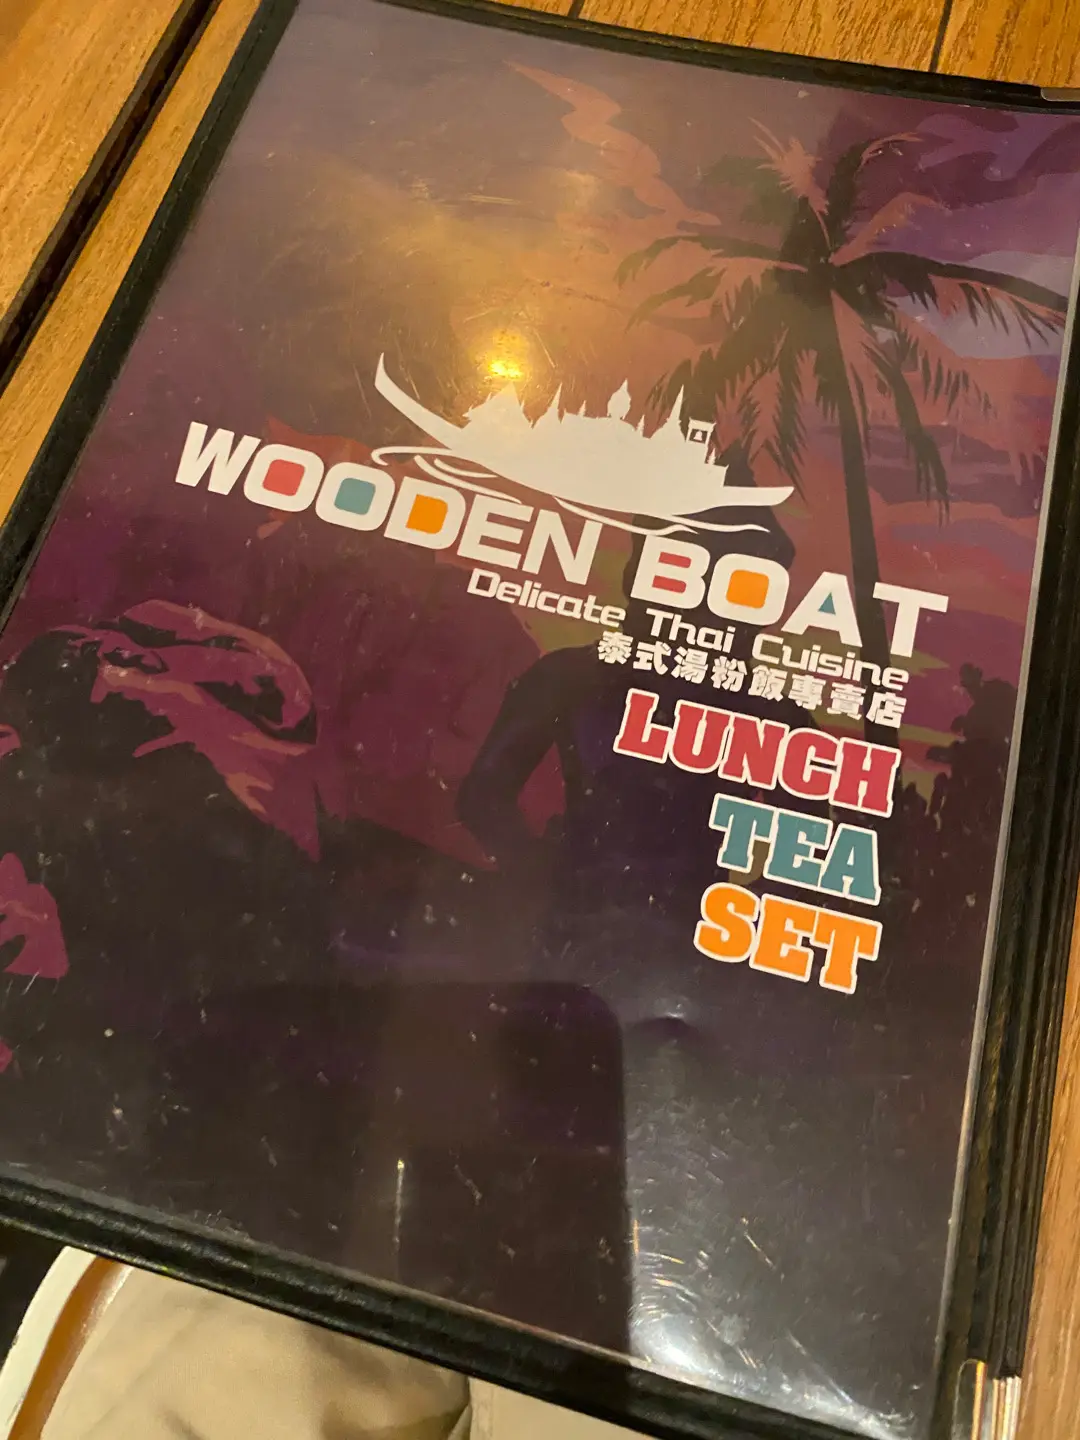 WOODEN BOAT
Delicate Thai Cuisine
泰式湯粉飯專賣店
LUNCH
TEA
SET